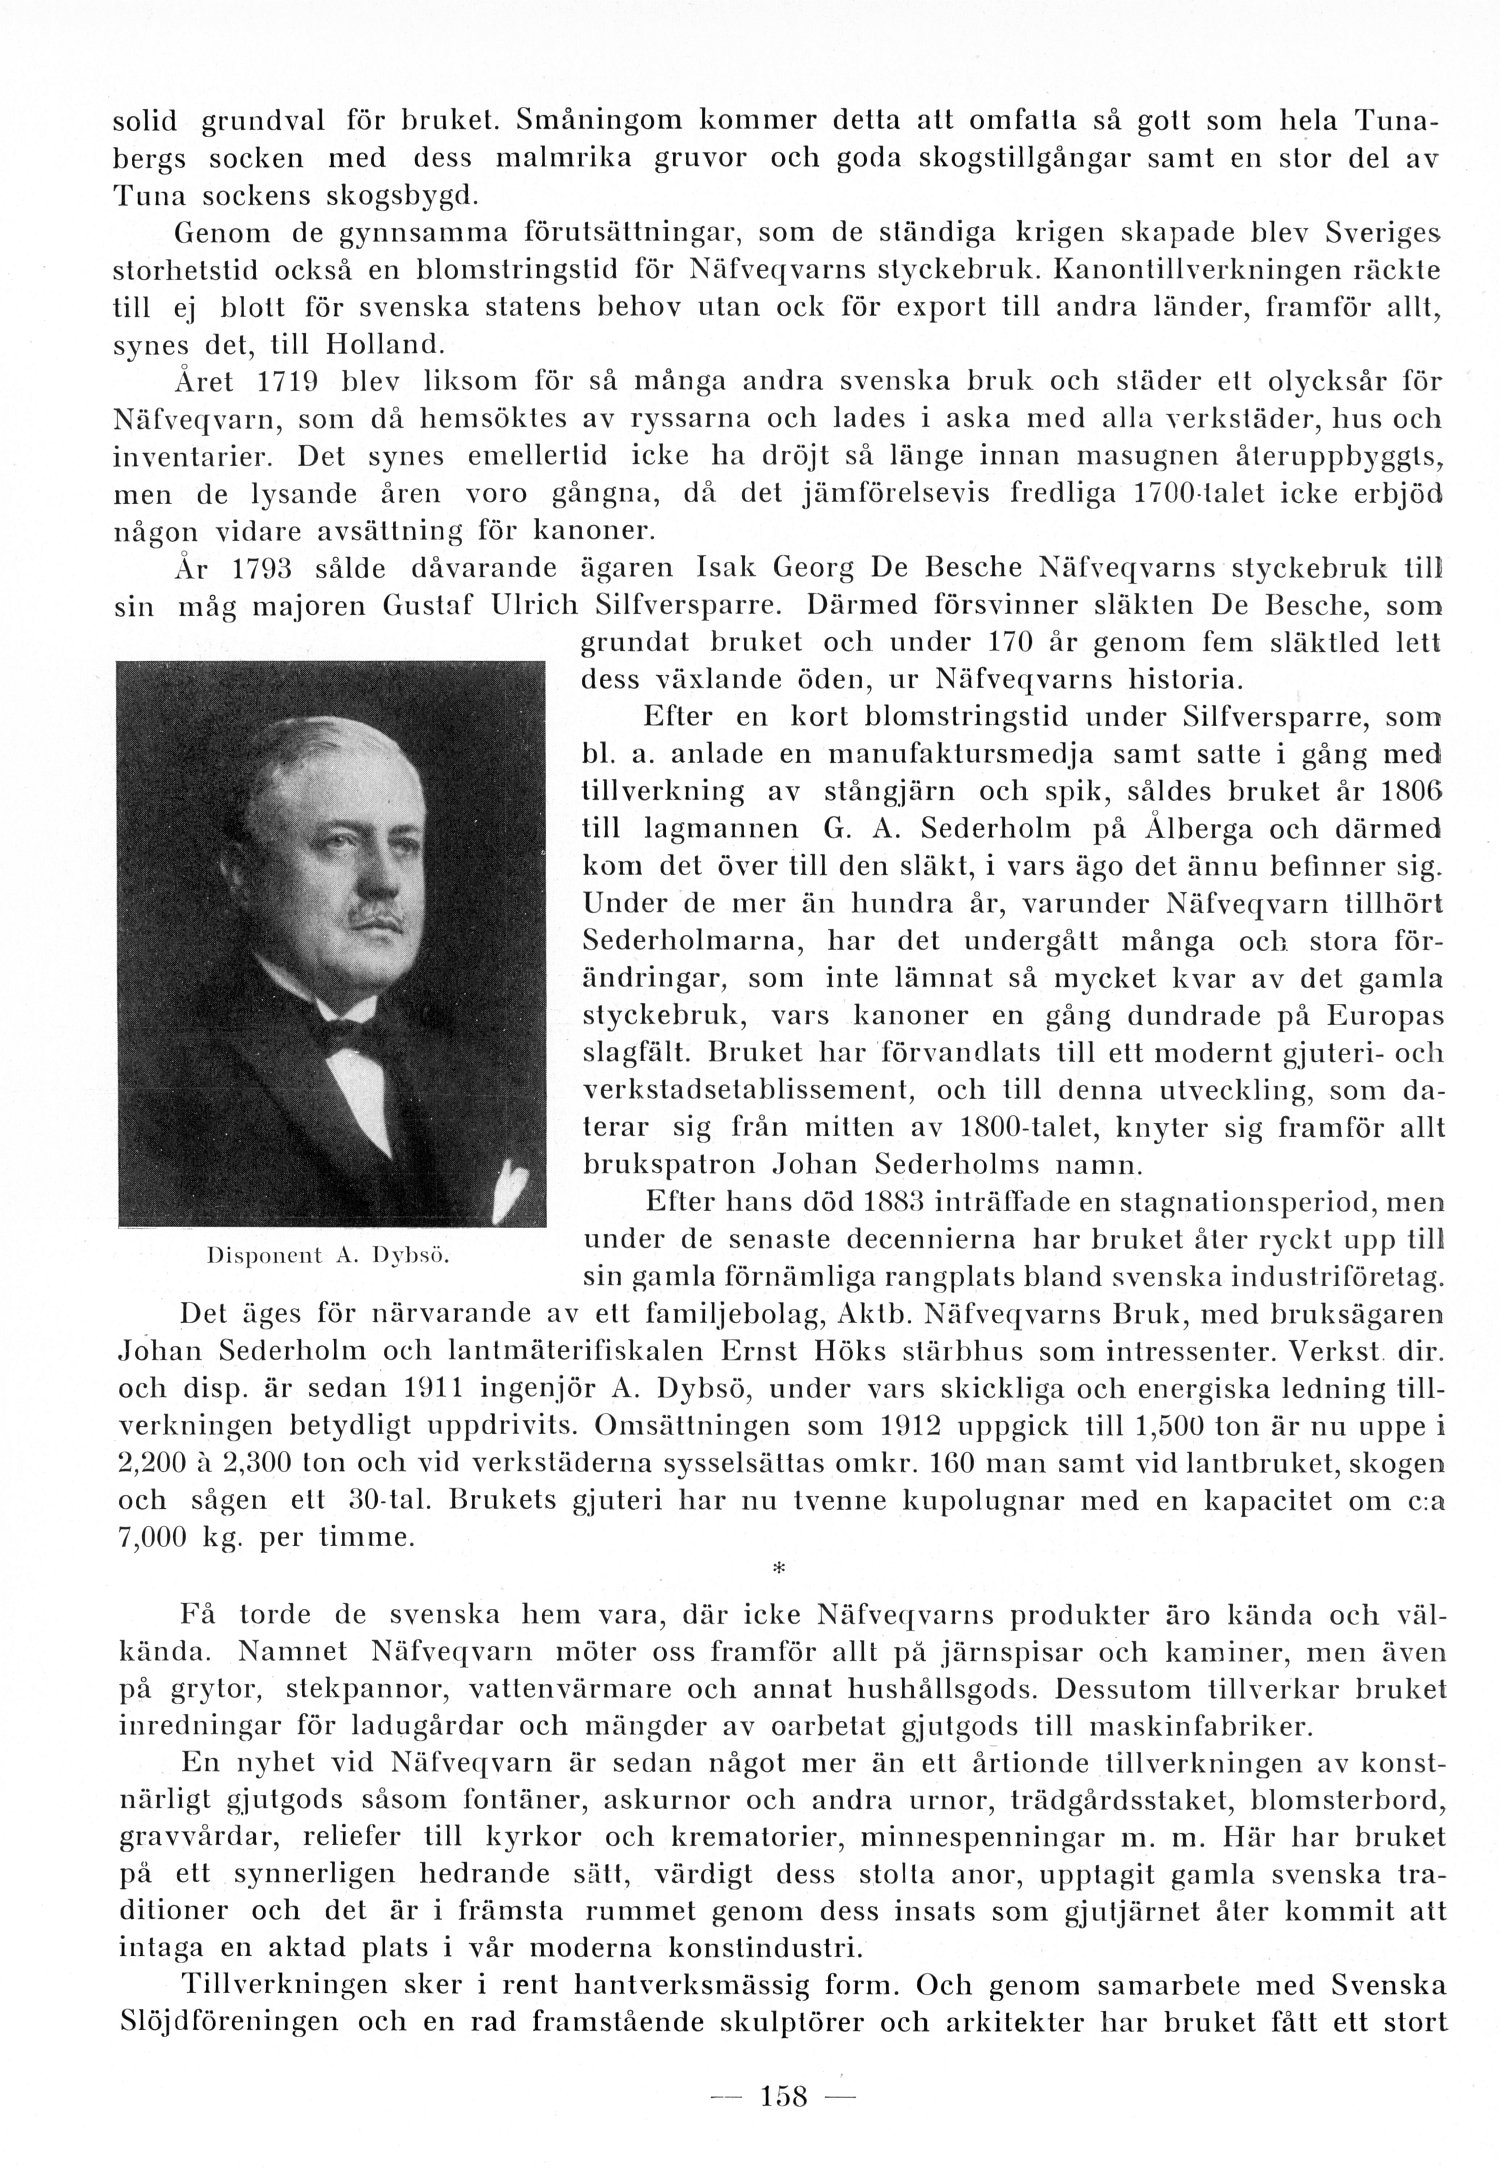 solid grundval för bruket. Småningom kommer detta att omfatta så gott som hela Tuna-
bergs socken med dess malmrika gruvor och goda skogstillgångar samt en stor del av
Tuna sockens skogsbygd.
Genom de gynnsamma förutsättningar, som de ständiga krigen skapade blev Sveriges
storhetstid också en blomstringstid för Näfveqvarns styckebruk. Kanontillverkningen räckte
till ej blott för svenska statens behov utan ock för export till andra länder, framför allt,
synes det, till Holland.
Året 1719 blev liksom för så många andra svenska bruk och städer ett olycksår för
Näfveqvarn, som då hemsöktes av ryssarna och lades i aska med alla verkstäder, hus och
inventarier. Det synes emellertid icke ha dröjt så länge innan masugnen återuppbyggts,
men de lysande åren voro gångna, då det jämförelsevis fredliga 1700-talet icke erbjöd
någon vidare avsättning för kanoner.
År 1793 sålde dåvarande ägaren Isak Georg De Besche Näfveqvarns styckebruk till
sin måg majoren Gustaf Ulrich Silfversparre. Därmed försvinner släkten De Besche, som
grundat bruket och under 170 år genom fem släktled lett
dess växlande öden, ur Näfveqvarns historia.
Efter en kort blomstringstid under Silfversparre, som
bl. a. anlade en manufaktursmedja samt satte i gång med
tillverkning av stångjärn och spik, såldes bruket år 1806
till lagmannen G. A. Sederholm på Ålberga och därmed
kom det över till den släkt, i vars ägo det ännu befinner sig.
Under de mer än hundra år, varunder Näfveqvarn tillhört
Sederholmarna, har det undergått många och stora för-
ändringar, som inte lämnat så mycket kvar av det gamla
styckebruk, vars kanoner en gång dundrade på Europas
slagfält. Bruket har förvandlats till ett modernt gjuteri- och
verkstadsetablissement, och till denna utveckling, som da-
terar sig från mitten av 1800-talet, knyter sig framför allt
brukspatron Johan Sederholms namn.
Efter hans död 1883 inträffade en stagnationsperiod, men
under de senaste decennierna har bruket åter ryckt upp till
sin gamla förnämliga rangplats bland svenska industriföretag.
Disponent A. Dybsö.
Det äges för närvarande av ett familjebolag, Aktb. Näfveqvarns Bruk, med bruksägaren
Johan Sederholm och lantmäterifiskalen Ernst Höks stärbhus som intressenter. Verkst. dir.
och disp. är sedan 1911 ingenjör A. Dybsö, under vars skickliga och energiska ledning till-
verkningen betydligt uppdrivits. Omsättningen som 1912 uppgick till 1,500 ton är nu uppe i
2,200 à 2,300 ton och vid verkstäderna sysselsättas omkr. 160 man samt vid lantbruket, skogen
och sågen ett 30-tal. Brukets gjuteri har nu tvenne kupolugnar med en kapacitet om c:a
7,000 kg. per timme.
*
Få torde de svenska hem vara, där icke Näfveqvarns produkter äro kända och väl-
kända. Namnet Näfveqvarn möter oss framför allt på järnspisar och kaminer, men även
på grytor, stekpannor, vattenvärmare och annat hushållsgods. Dessutom tillverkar bruket
inredningar för ladugårdar och mängder av oarbetat gjutgods till maskinfabriker.
En nyhet vid Näfveqvarn är sedan något mer än ett årtionde tillverkningen av konst-
närligt gjutgods såsom fontäner, askurnor och andra urnor, trädgårdsstaket, blomsterbord,
gravvårdar, reliefer till kyrkor och krematorier, minnespenningar m. m. Här har bruket
på ett synnerligen hedrande sätt, värdigt dess stolta anor, upptagit gamla svenska tra-
ditioner och det är i främsta rummet genom dess insats som gjutjärnet åter kommit att
intaga en aktad plats i vår moderna konstindustri.
Tillverkningen sker i rent hantverksmässig form. Och genom samarbete med Svenska
Slöjdföreningen och en rad framstående skulptörer och arkitekter har bruket fått ett stort
— 158 —